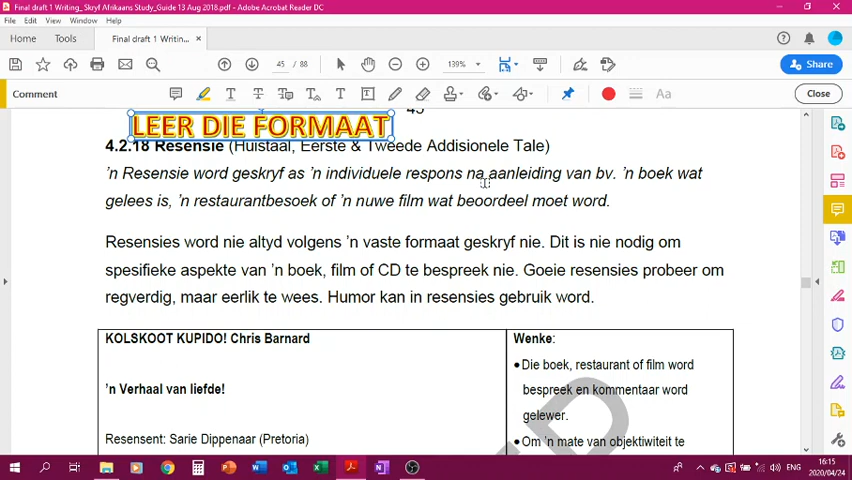 Final draft 1 Writing_ Skryf Afrikaans Study_Guide 13 Aug 2018.pdf - Adobe Acrobat Reader DC
File Edit View Window Help
Home Tools Final draft 1 Writin... ×
45 / 88 139% Share
Comment Close
LEER DIE FORMAAT
4.2.18 Resensie (Huistaal, Eerste & Tweede Addisionele Tale)
'n Resensie word geskryf as 'n individuele respons na aanleiding van bv. 'n boek wat
gelees is, 'n restaurantbesoek of 'n nuwe film wat beoordeel moet word.
Resensies word nie altyd volgens 'n vaste formaat geskryf nie. Dit is nie nodig om
spesifieke aspekte van 'n boek, film of CD te bespreek nie. Goeie resensies probeer om
regverdig, maar eerlik te wees. Humor kan in resensies gebruik word.
KOLSKOOT KUPIDO! Chris Barnard
'n Verhaal van liefde!
Resensent: Sarie Dippenaar (Pretoria)
Wenke:
•Die boek, restaurant of film word
bespreek en kommentaar word
gelewer.
•Om 'n mate van objektiwiteit te
ENG
16:15
2020/04/24